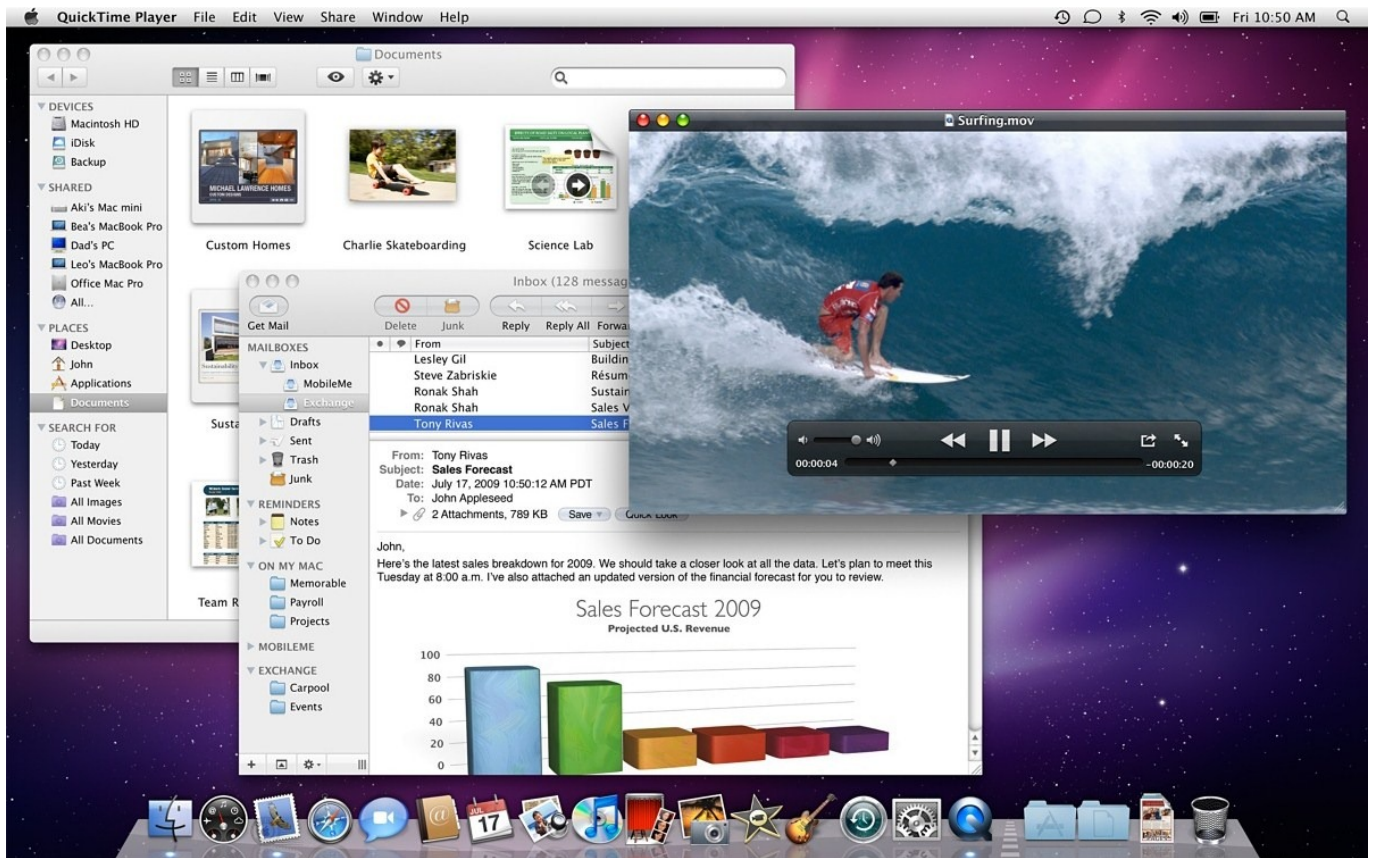 QuickTime Player File Edit View Share Window Help
Fri 10:50 AM
Documents
DEVICES
Macintosh HD
iDisk
Backup
SHARED
Aki's Mac mini
Bea's MacBook Pro
Dad's PC
Leo's MacBook Pro
Office Mac Pro
All...
PLACES
Desktop
John
Applications
Documents
SEARCH FOR
Today
Yesterday
Past Week
All Images
All Movies
All Documents
MICHAEL LAWRENCE HOMES
Custom Homes
Charlie Skateboarding
Science Lab
Susta
Team R
Inbox (128 messag
Get Mail
Delete Junk Reply Reply All Forwa
MAILBOXES
Inbox
MobileMe
Exchange
Drafts
Sent
Trash
Junk
REMINDERS
Notes
To Do
ON MY MAC
Memorable
Payroll
Projects
MOBILEME
EXCHANGE
Carpool
Events
From Subject
Lesley Gil Buildin
Steve Zabriskie Résum
Ronak Shah Sustain
Ronak Shah Sales V
Tony Rivas Sales F
From: Tony Rivas
Subject: Sales Forecast
Date: July 17, 2009 10:50:12 AM PDT
To: John Appleseed
2 Attachments, 789 KB Save Quick Look
John,
Here's the latest sales breakdown for 2009. We should take a closer look at all the data. Let's plan to meet this
Tuesday at 8:00 a.m. I've also attached an updated version of the financial forecast for you to review.
Sales Forecast 2009
Projected U.S. Revenue
100
80
60
40
20
0
Surfing.mov
00:00:04
-00:00:20
JUL
17